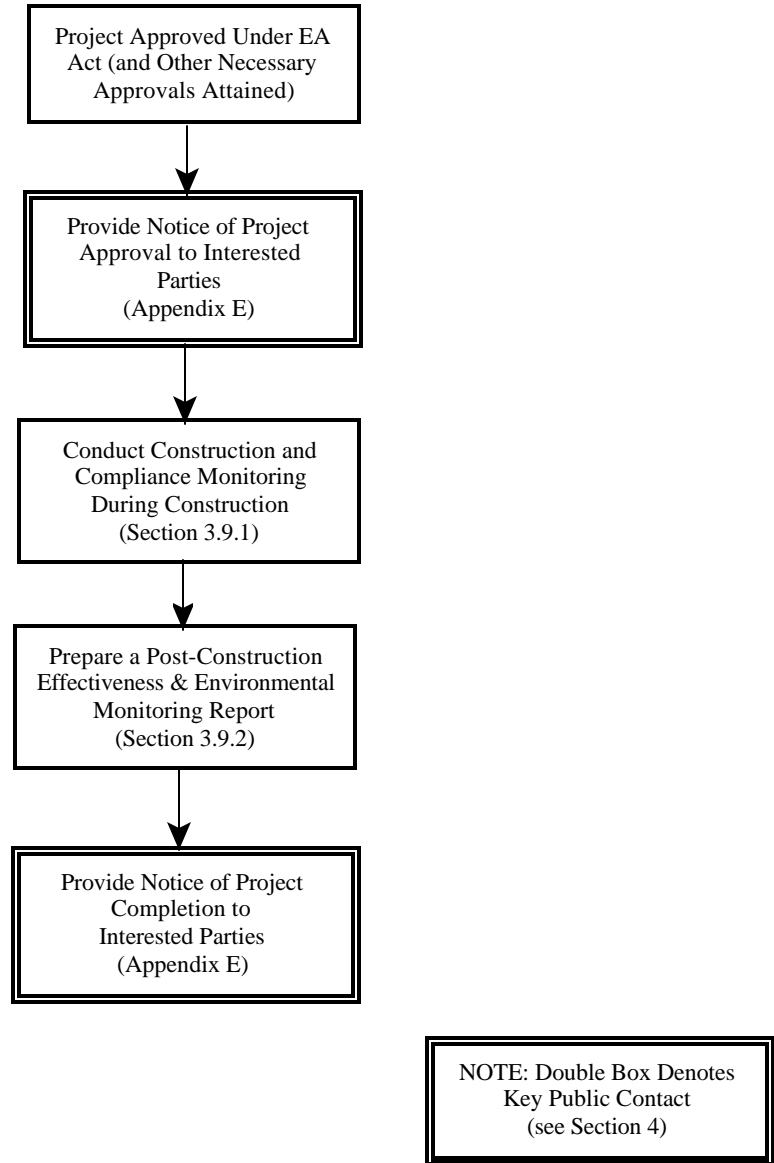 Project Approved Under EA
Act (and Other Necessary
Approvals Attained)
Provide Notice of Project
Approval to Interested
Parties
(Appendix E)
Conduct Construction and
Compliance Monitoring
During Construction
(Section 3.9.1)
Prepare a Post-Construction
Effectiveness & Environmental
Monitoring Report
(Section 3.9.2)
Provide Notice of Project
Completion to
Interested Parties
(Appendix E)
NOTE: Double Box Denotes
Key Public Contact
(see Section 4)